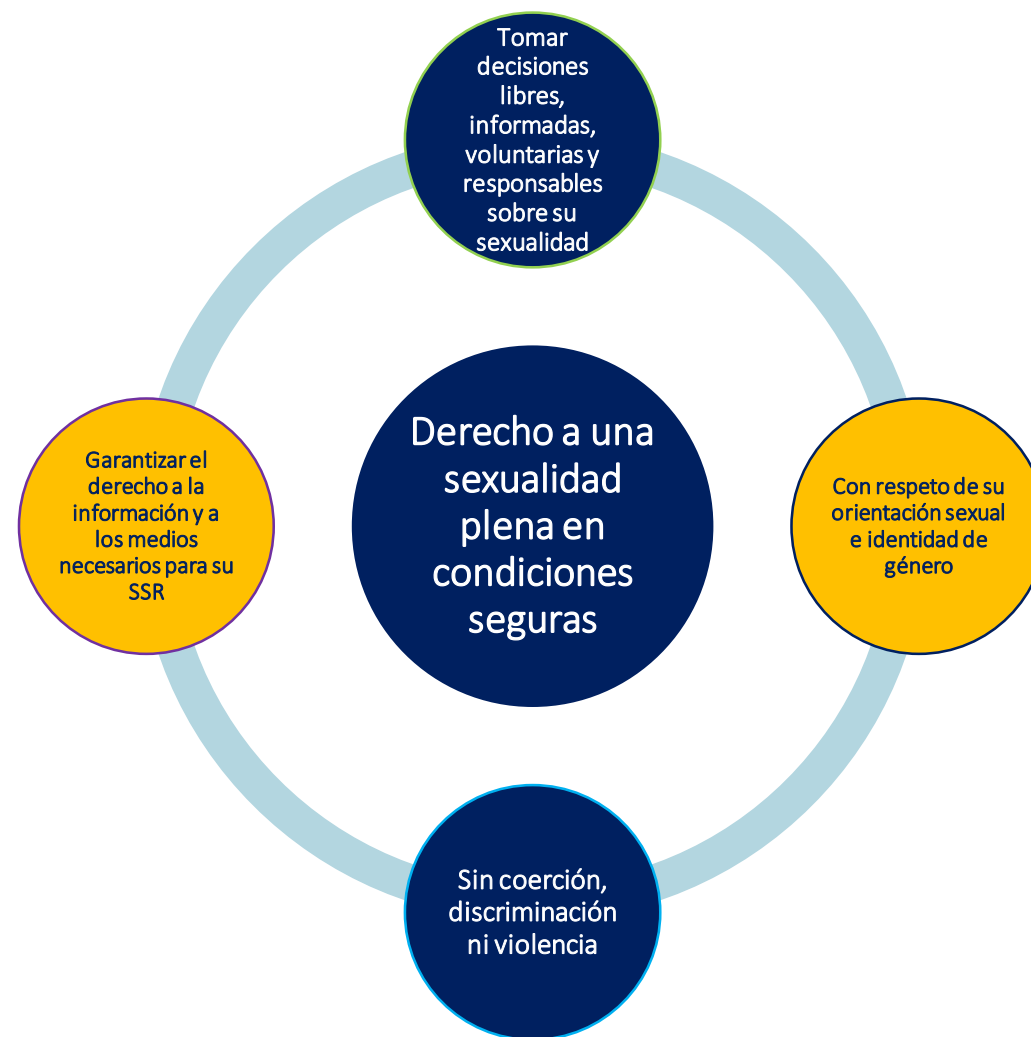 Tomar
decisiones
libres,
informadas,
voluntarias y
responsables
sobre su
sexualidad
Derecho a una
sexualidad
plena en
condiciones
seguras
Garantizar el
derecho a la
información y a
los medios
necesarios para su
SSR
Con respeto de su
orientación sexual
e identidad de
género
Sin coerción,
discriminación
ni violencia